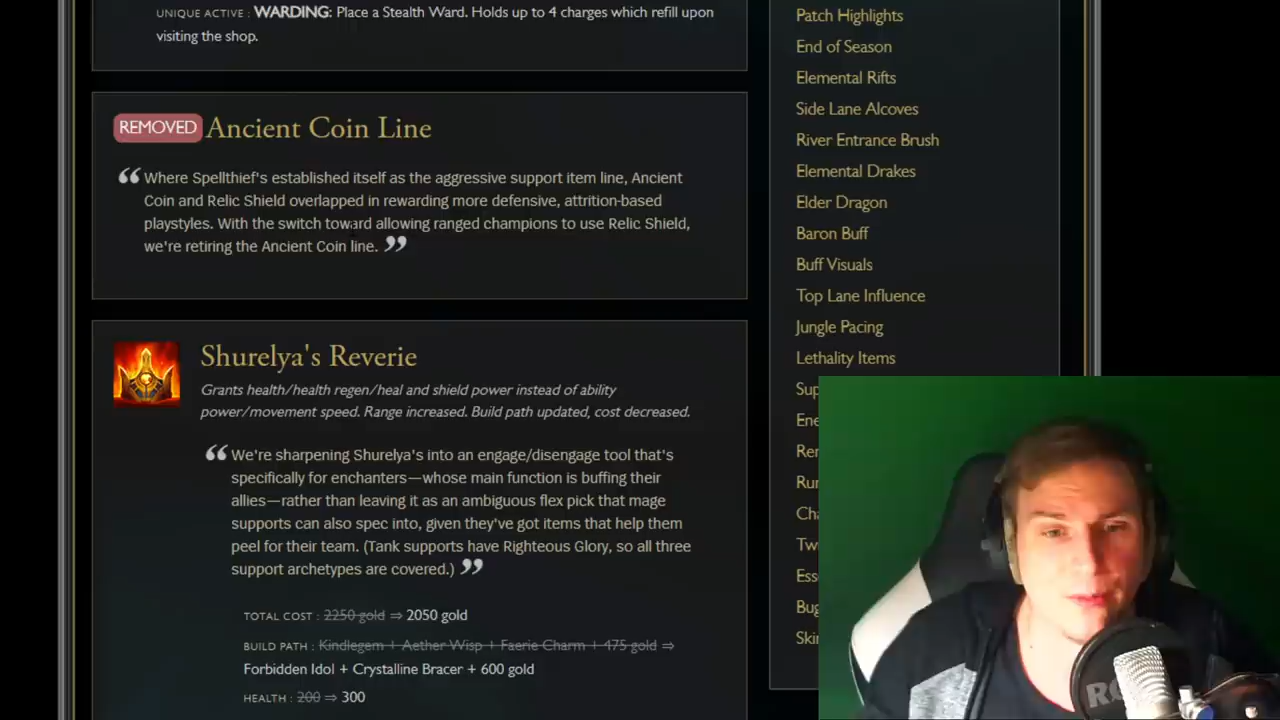 UNIQUE ACTIVE : WARDING: Place a Stealth Ward. Holds up to 4 charges which refill upon
visiting the shop.
REMOVED Ancient Coin Line
“ Where Spellthief's established itself as the aggressive support item line, Ancient
Coin and Relic Shield overlapped in rewarding more defensive, attrition-based
playstyles. With the switch toward allowing ranged champions to use Relic Shield,
we're retiring the Ancient Coin line. ”
Shurelya's Reverie
Grants health/health regen/heal and shield power instead of ability
power/movement speed. Range increased. Build path updated, cost decreased.
“ We're sharpening Shurelya's into an engage/disengage tool that's
specifically for enchanters—whose main function is buffing their
allies—rather than leaving it as an ambiguous flex pick that mage
supports can also spec into, given they've got items that help them
peel for their team. (Tank supports have Righteous Glory, so all three
support archetypes are covered.) ”
TOTAL COST : 2250 gold ⇒ 2050 gold
BUILD PATH : Kindlegem + Aether Wisp + Faerie Charm + 475 gold ⇒
Forbidden Idol + Crystalline Bracer + 600 gold
HEALTH : 200 ⇒ 300
Patch Highlights
End of Season
Elemental Rifts
Side Lane Alcoves
River Entrance Brush
Elemental Drakes
Elder Dragon
Baron Buff
Buff Visuals
Top Lane Influence
Jungle Pacing
Lethality Items
Sup
Ene
Rer
Rur
Cha
Tw
Ess
Bug
Skin